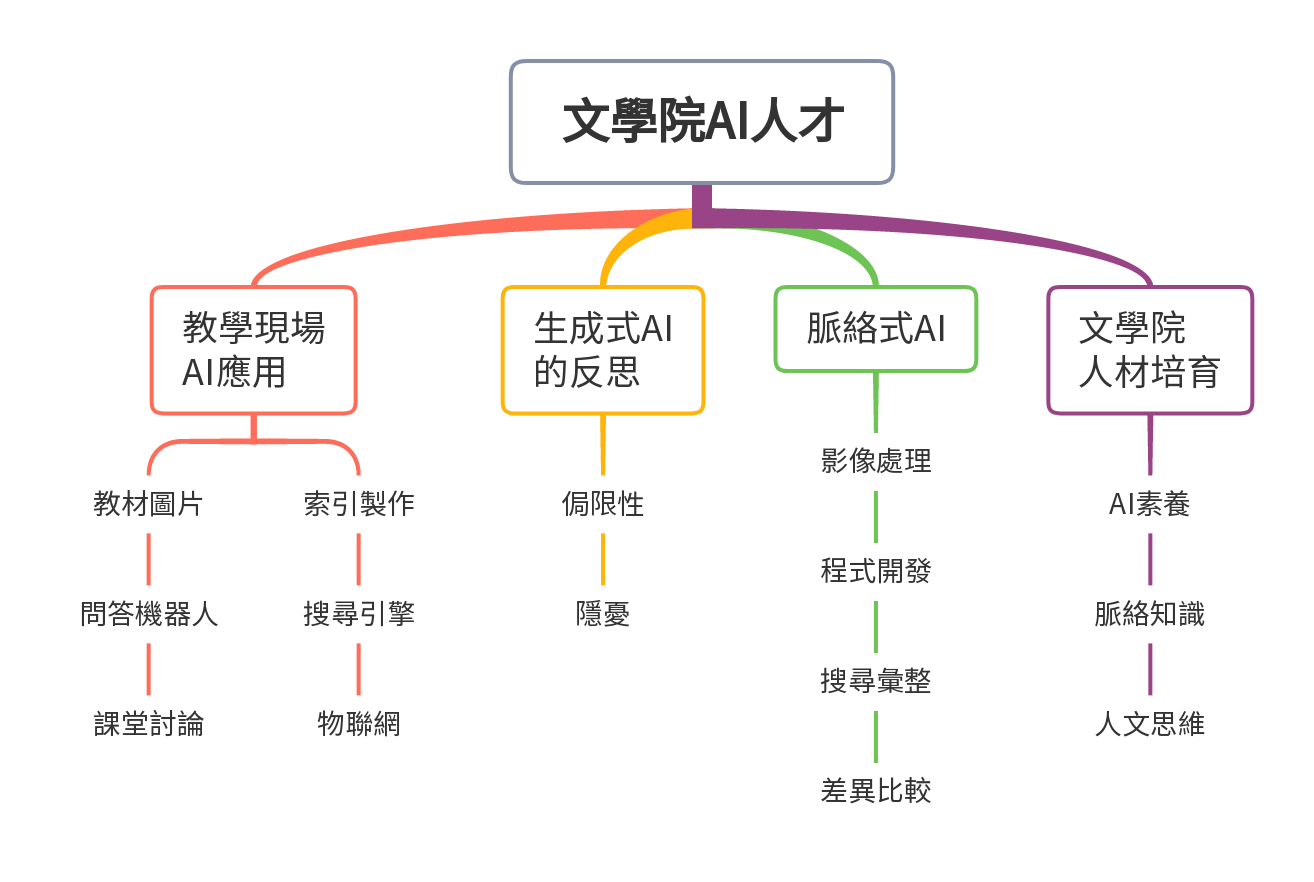 文學院AI人才
教學現場
AI應用
教材圖片
問答機器人
課堂討論
索引製作
搜尋引擎
物聯網
生成式AI
的反思
侷限性
隱憂
脈絡式AI
影像處理
程式開發
搜尋彙整
差異比較
文學院
人材培育
AI素養
脈絡知識
人文思維